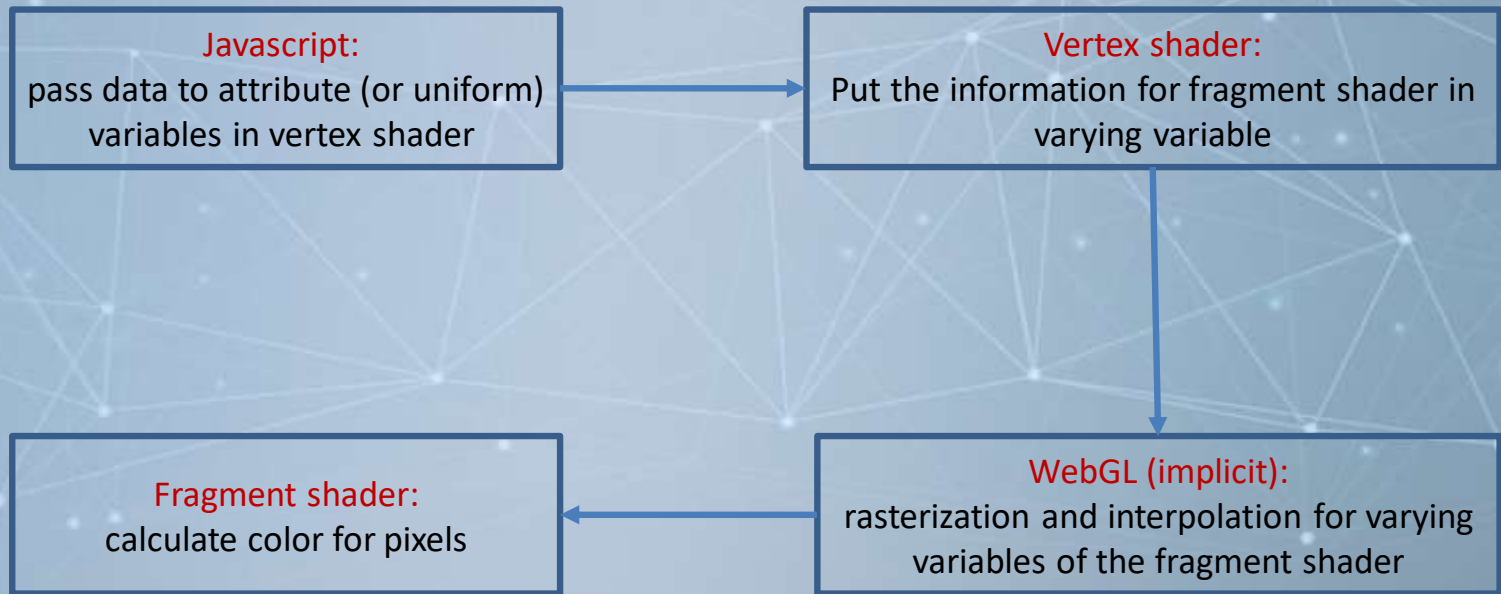 Javascript:
pass data to attribute (or uniform)
variables in vertex shader
Vertex shader:
Put the information for fragment shader in
varying variable
WebGL (implicit):
rasterization and interpolation for varying
variables of the fragment shader
Fragment shader:
calculate color for pixels